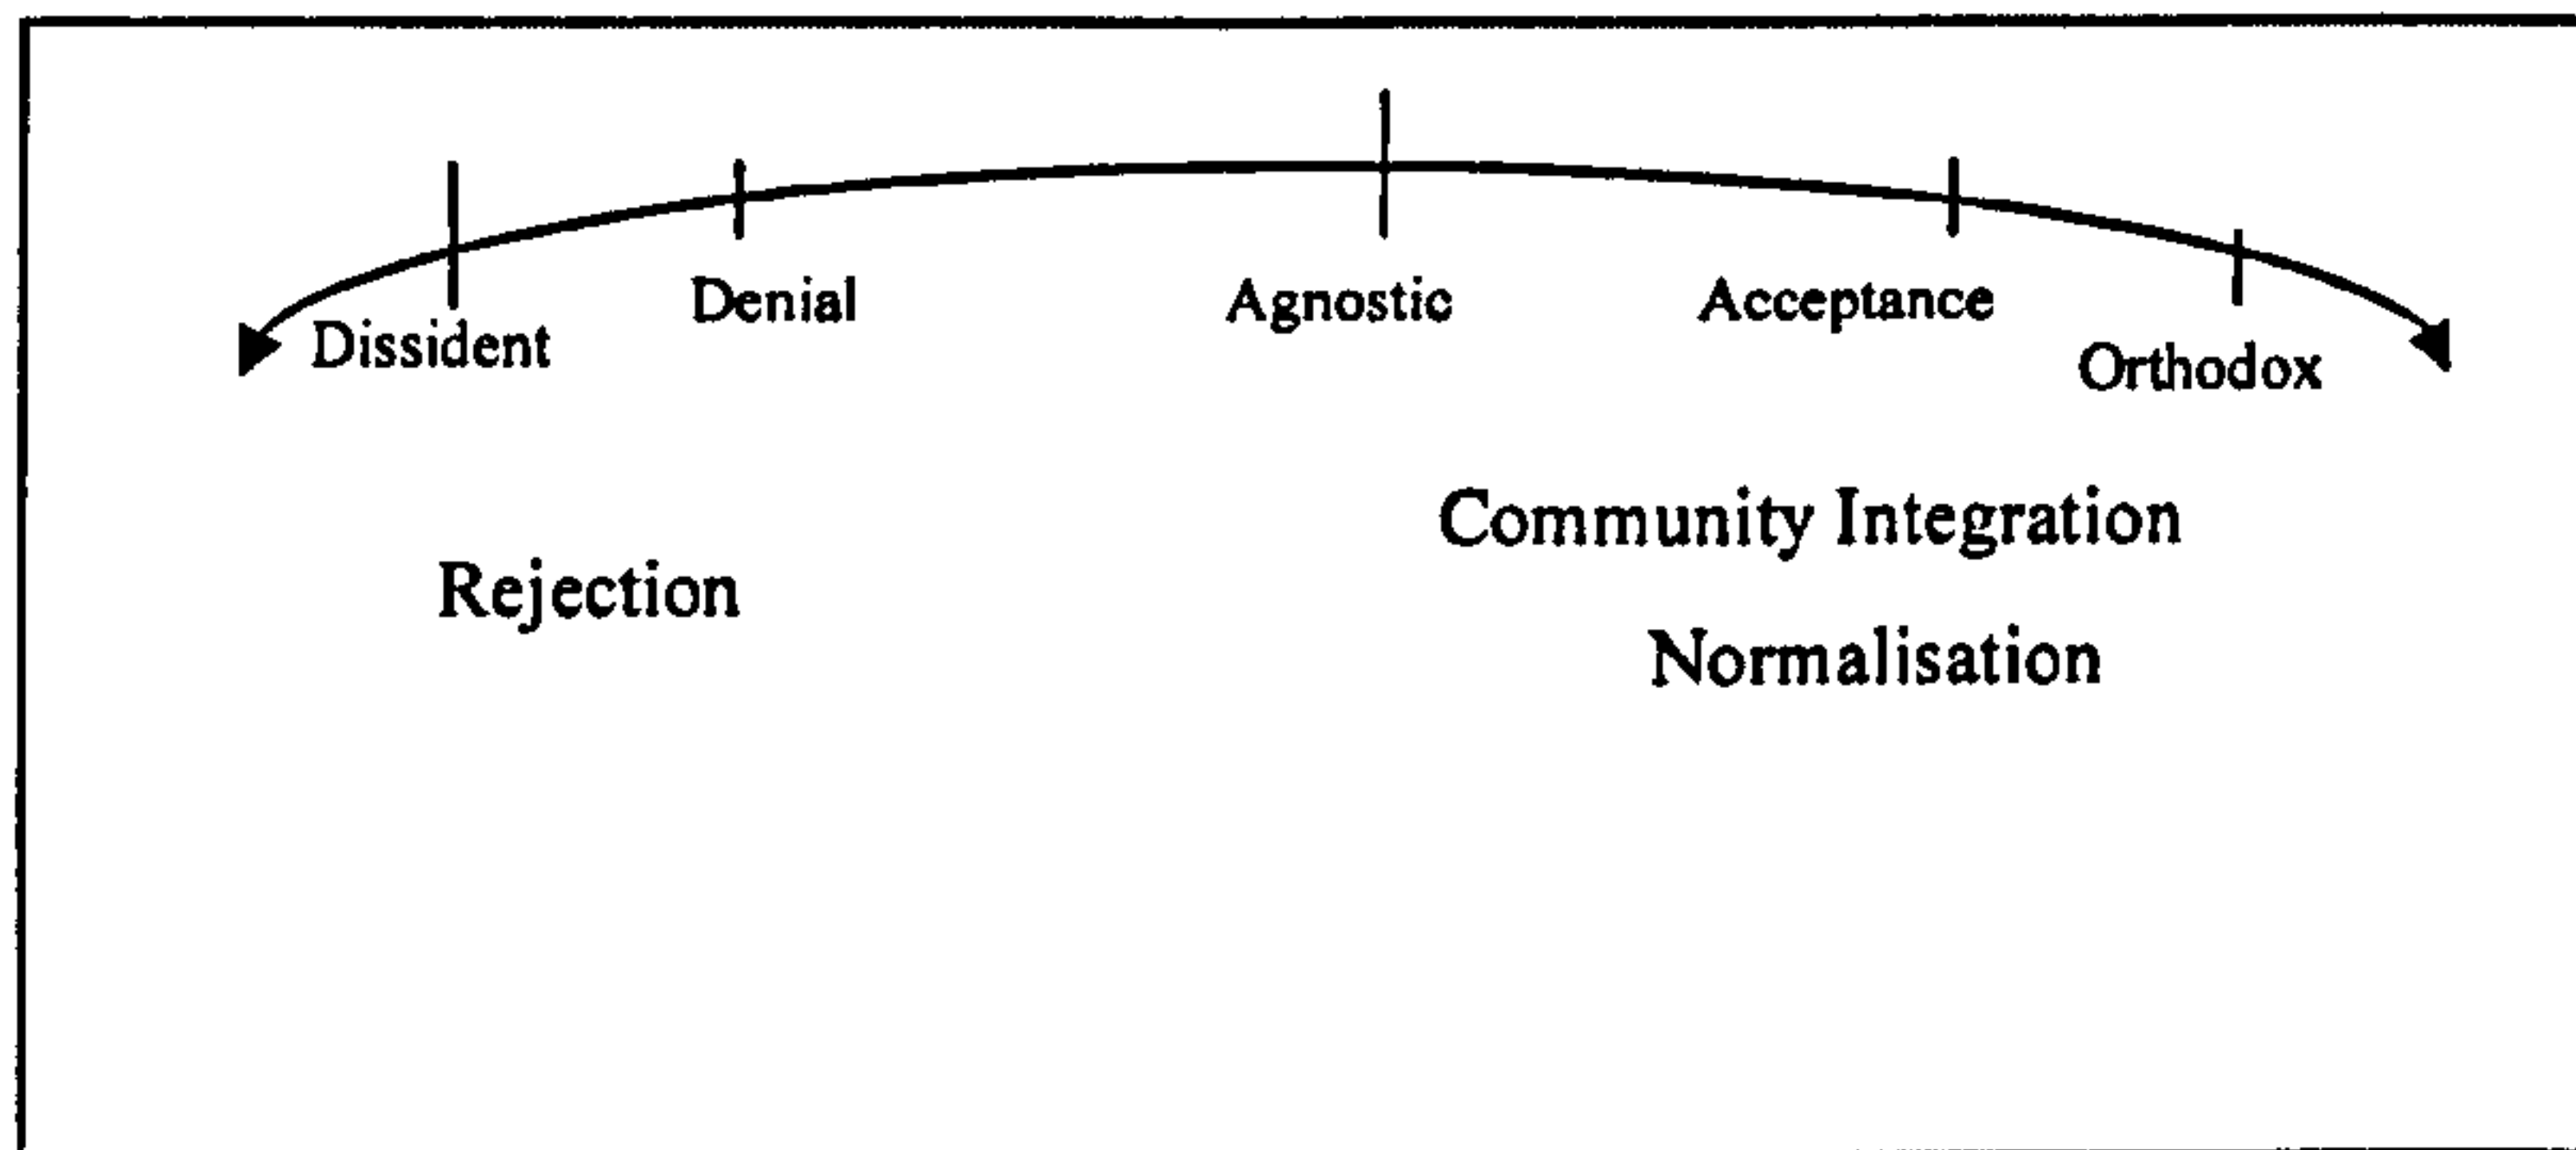 Denial Agnostic Acceptance
Dissident
Orthodox
Community Integration
Rejection
Normalisation